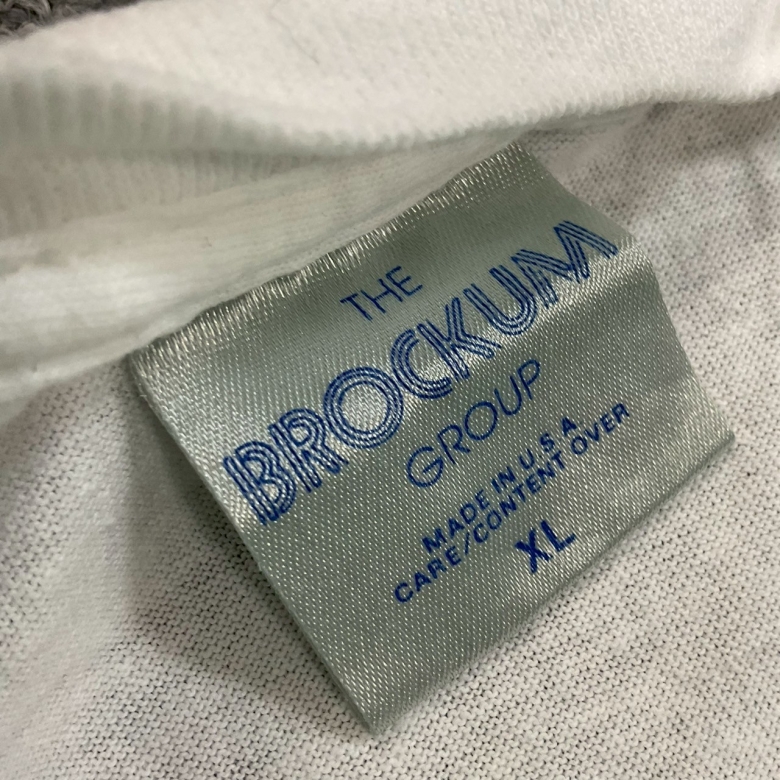 THE
BROCKUM
GROUP
MADE IN U S A
CARE/CONTENT OVER
XL